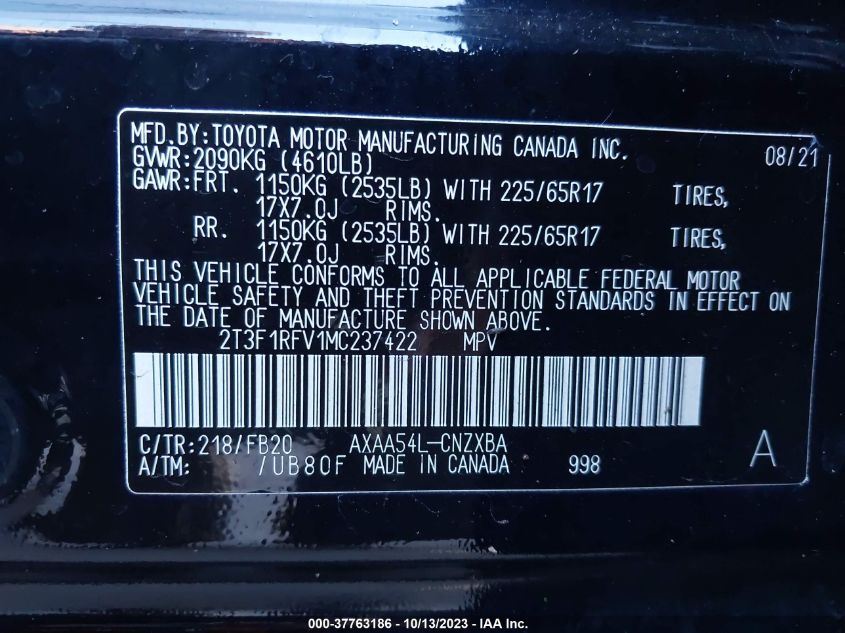 MFD.BY:TOYOTA MOTOR MANUFACTURING CANADA INC. 08/21
GVWR:2090KG (4610LB)
GAWR:FRT. 1150KG (2535LB) WITH 225/65R17 TIRES,
17X7.0J RIMS.
RR. 1150KG (2535LB) WITH 225/65R17 TIRES,
17X7.0J RIMS.
THIS VEHICLE CONFORMS TO ALL APPLICABLE FEDERAL MOTOR
VEHICLE SAFETY AND THEFT PREVENTION STANDARDS IN EFFECT ON
THE DATE OF MANUFACTURE SHOWN ABOVE.
2T3F1RFV1MC237422 MPV
C/TR:218/FB20 AXAA54L-CNZXBA
A/TM: /UB80F MADE IN CANADA 998 A
000-37763186 - 10/13/2023 - IAA Inc.